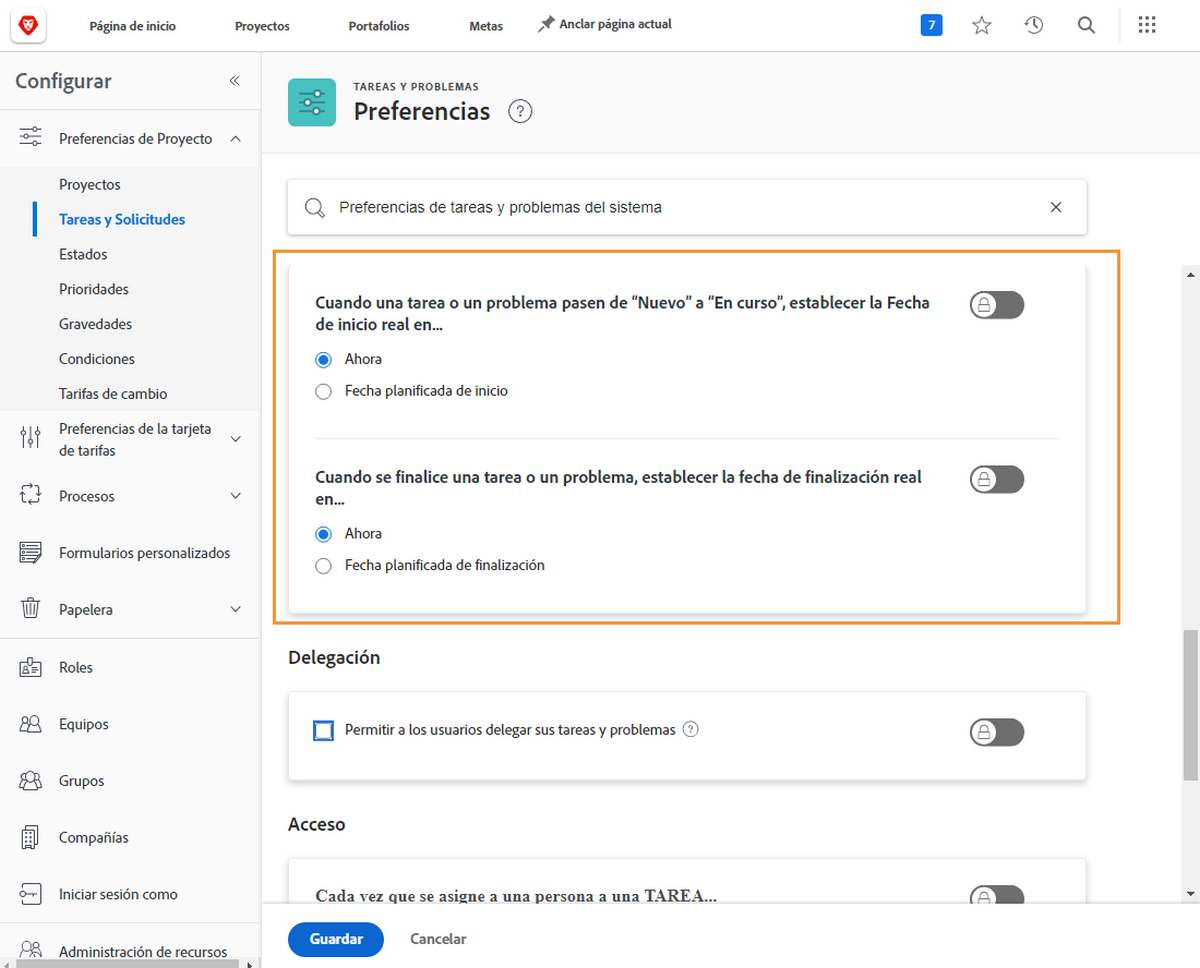 Página de inicio
Proyectos
Portafolios
Metas
Anclar página actual
7
Configurar
Preferencias de Proyecto
Proyectos
Tareas y Solicitudes
Estados
Prioridades
Gravedades
Condiciones
Tarifas de cambio
Preferencias de la tarjeta
de tarifas
Procesos
Formularios personalizados
Papelera
Roles
Equipos
Grupos
Compañías
Iniciar sesión como
Administración de recursos
TAREAS Y PROBLEMAS
Preferencias
?
Preferencias de tareas y problemas del sistema
Cuando una tarea o un problema pasen de “Nuevo” a “En curso”, establecer la Fecha
de inicio real en...
Ahora
Fecha planificada de inicio
Cuando se finalice una tarea o un problema, establecer la fecha de finalización real
en...
Ahora
Fecha planificada de finalización
Delegación
Permitir a los usuarios delegar sus tareas y problemas ?
Acceso
Cada vez que se asigne a una persona a una TAREA...
Guardar
Cancelar